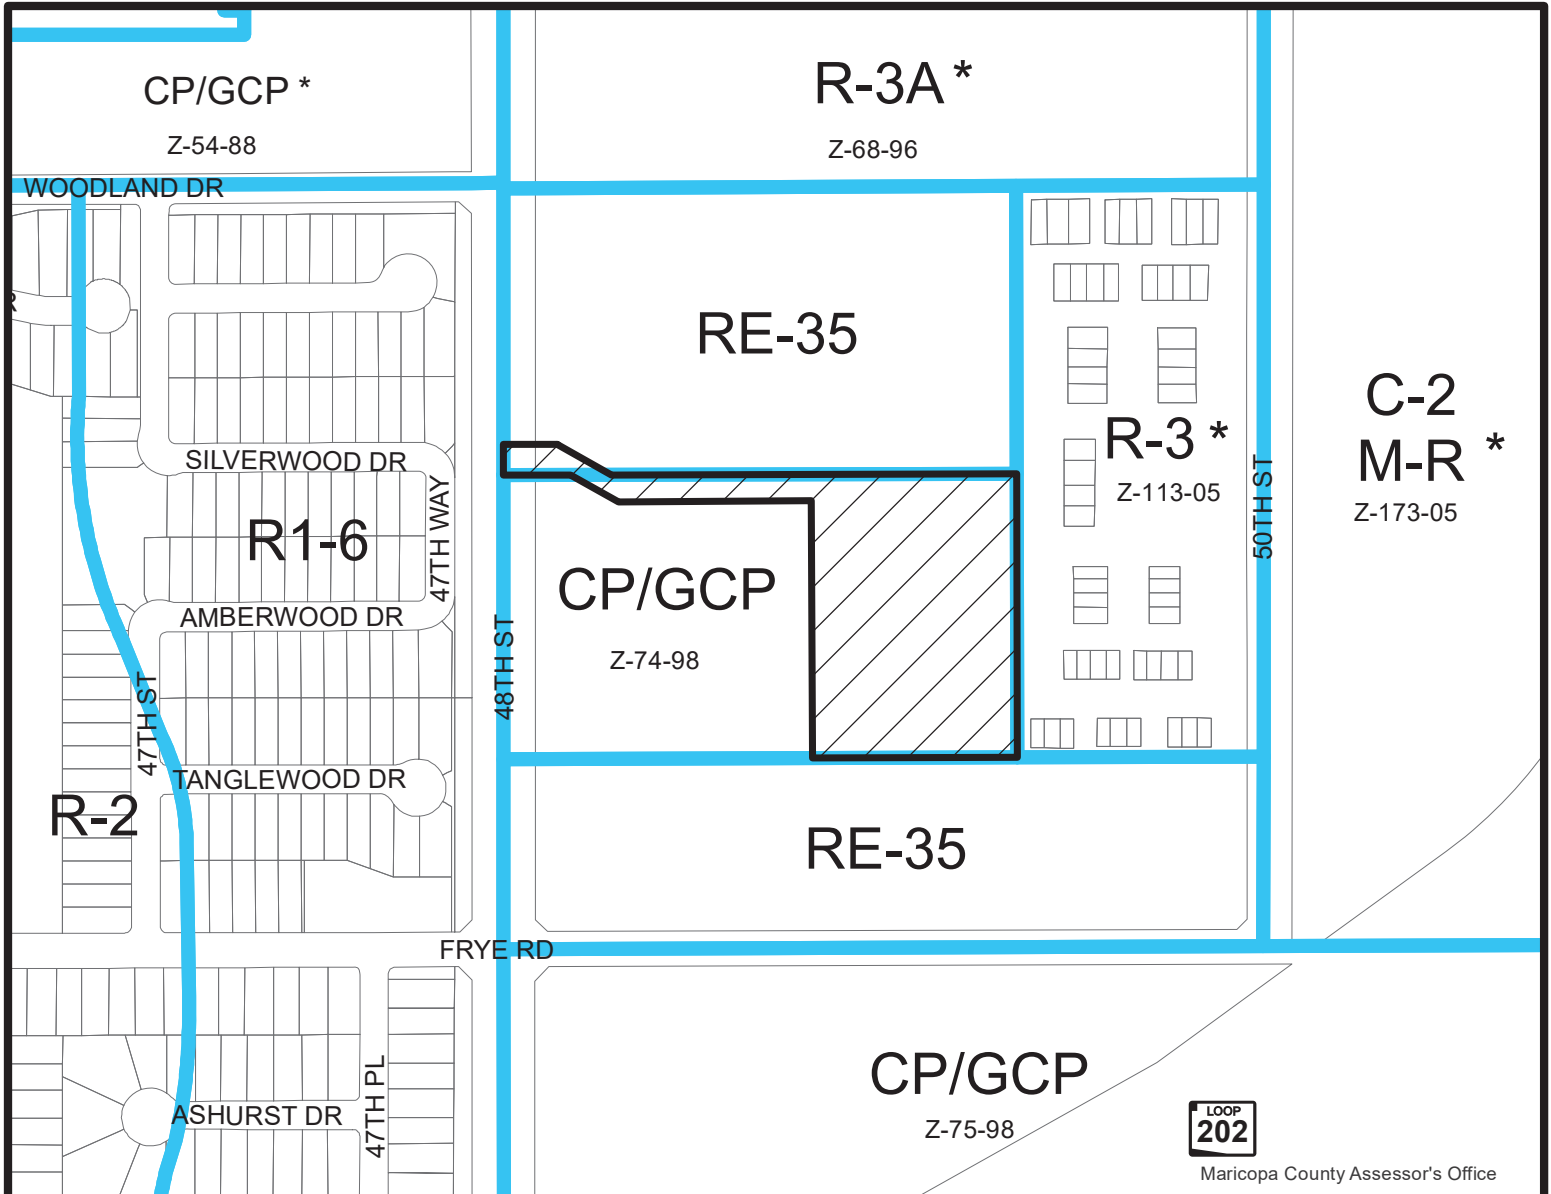 CP/GCP *
Z-54-88
R-3A *
Z-68-96
WOODLAND DR
RE-35
R-3 *
Z-113-05
C-2
M-R *
Z-173-05
SILVERWOOD DR
R1-6
47TH WAY
50TH ST
CP/GCP
Z-74-98
AMBERWOOD DR
48TH ST
47TH ST
TANGLEWOOD DR
R-2
RE-35
FRYE RD
CP/GCP
Z-75-98
47TH PL
ASHURST DR
LOOP
202
Maricopa County Assessor's Office